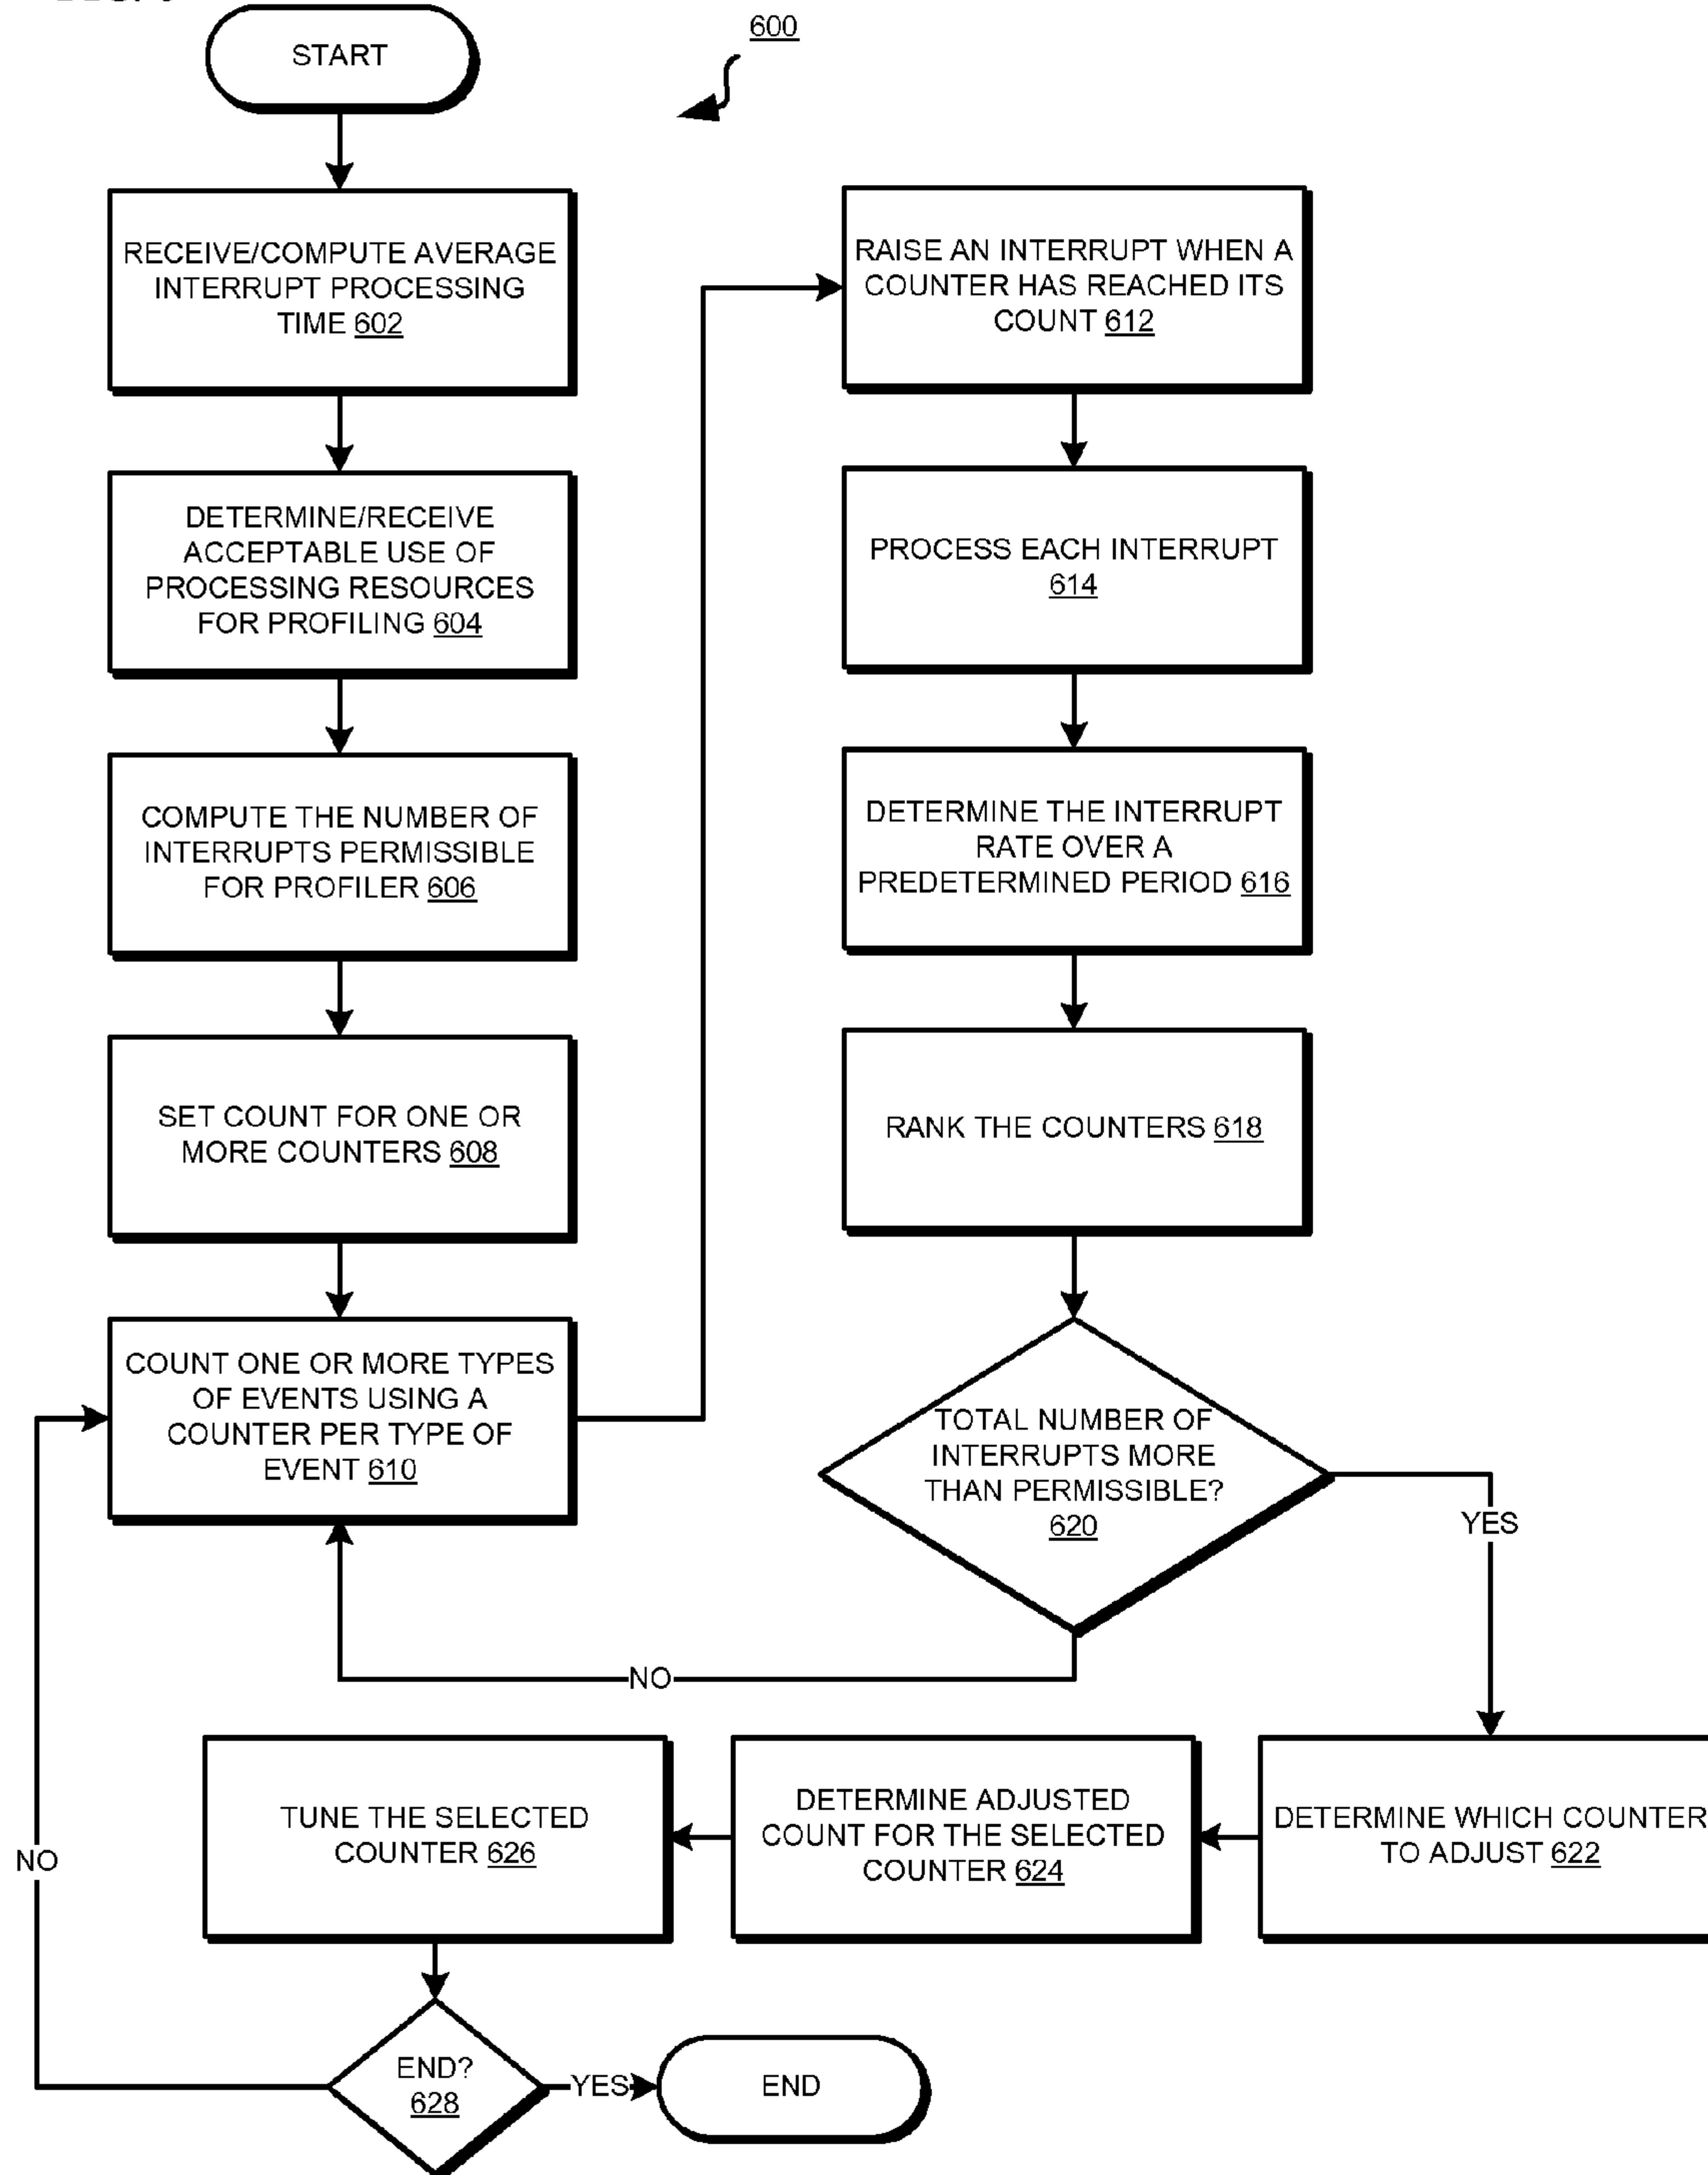 START
600
RECEIVE/COMPUTE AVERAGE
INTERRUPT PROCESSING
TIME 602
DETERMINE/RECEIVE
ACCEPTABLE USE OF
PROCESSING RESOURCES
FOR PROFILING 604
COMPUTE THE NUMBER OF
INTERRUPTS PERMISSIBLE
FOR PROFILER 606
SET COUNT FOR ONE OR
MORE COUNTERS 608
COUNT ONE OR MORE TYPES
OF EVENTS USING A
COUNTER PER TYPE OF
EVENT 610
RAISE AN INTERRUPT WHEN A
COUNTER HAS REACHED ITS
COUNT 612
PROCESS EACH INTERRUPT
614
DETERMINE THE INTERRUPT
RATE OVER A
PREDETERMINED PERIOD 616
RANK THE COUNTERS 618
TOTAL NUMBER OF
INTERRUPTS MORE
THAN PERMISSIBLE?
620
YES
NO
DETERMINE WHICH COUNTER
TO ADJUST 622
DETERMINE ADJUSTED
COUNT FOR THE SELECTED
COUNTER 624
TUNE THE SELECTED
COUNTER 626
NO
END?
628
YES
END